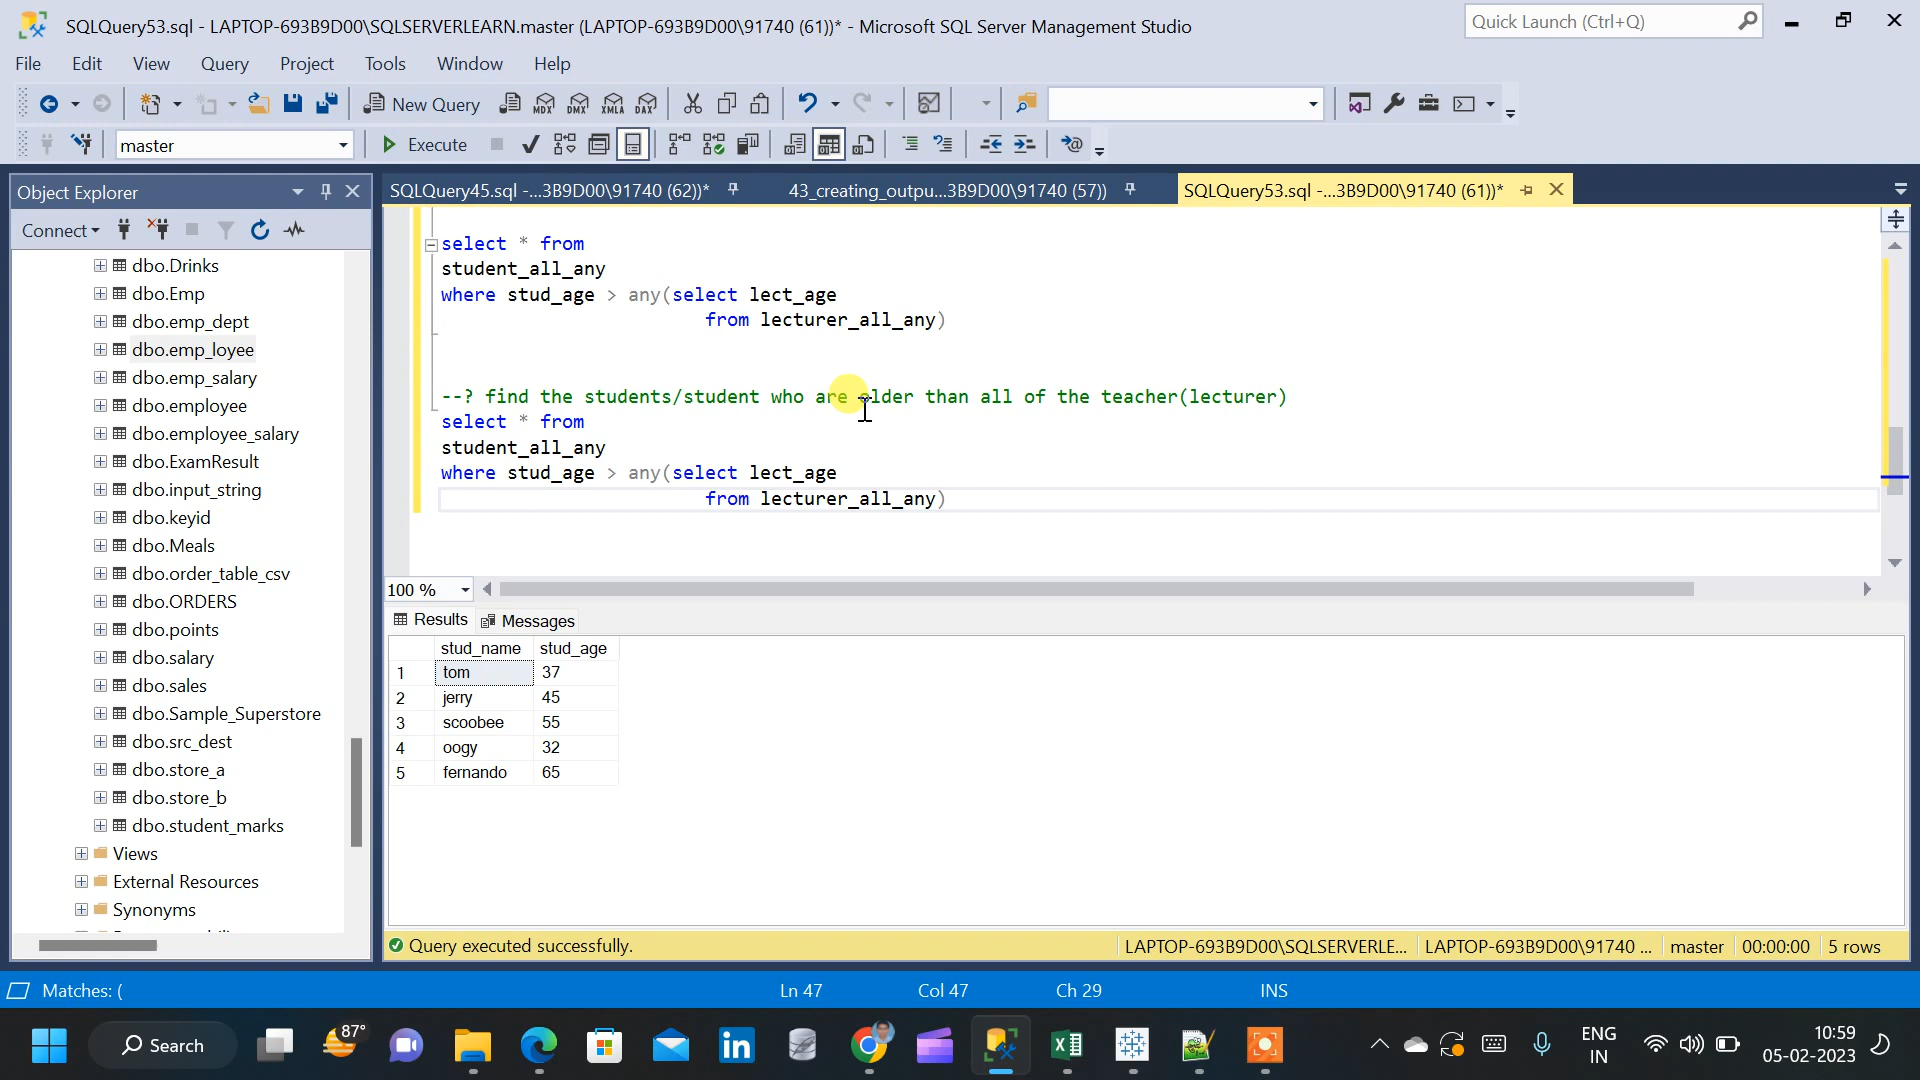 SQLQuery53.sql - LAPTOP-693B9D00\SQLSERVERLEARN.master (LAPTOP-693B9D00\91740 (61))* - Microsoft SQL Server Management Studio
Quick Launch (Ctrl+Q)
File Edit View Query Project Tools Window Help
New Query MDX DMX XMLA DAX
master Execute
Object Explorer
SQLQuery45.sql -...3B9D00\91740 (62))* 43_creating_outpu...3B9D00\91740 (57)) SQLQuery53.sql -...3B9D00\91740 (61))*
Connect
dbo.Drinks
dbo.Emp
dbo.emp_dept
dbo.emp_loyee
dbo.emp_salary
dbo.employee
dbo.employee_salary
dbo.ExamResult
dbo.input_string
dbo.keyid
dbo.Meals
dbo.order_table_csv
dbo.ORDERS
dbo.points
dbo.salary
dbo.sales
dbo.Sample_Superstore
dbo.src_dest
dbo.store_a
dbo.store_b
dbo.student_marks
Views
External Resources
Synonyms
select * from
student_all_any
where stud_age > any(select lect_age
from lecturer_all_any)
--? find the students/student who are older than all of the teacher(lecturer)
select * from
student_all_any
where stud_age > any(select lect_age
from lecturer_all_any)
100 %
Results Messages
stud_name stud_age
1 tom 37
2 jerry 45
3 scoobee 55
4 oogy 32
5 fernando 65
Query executed successfully. LAPTOP-693B9D00\SQLSERVERLE... LAPTOP-693B9D00\91740 ... master 00:00:00 5 rows
Matches: ( Ln 47 Col 47 Ch 29 INS
Search 87° ENG
IN
10:59
05-02-2023